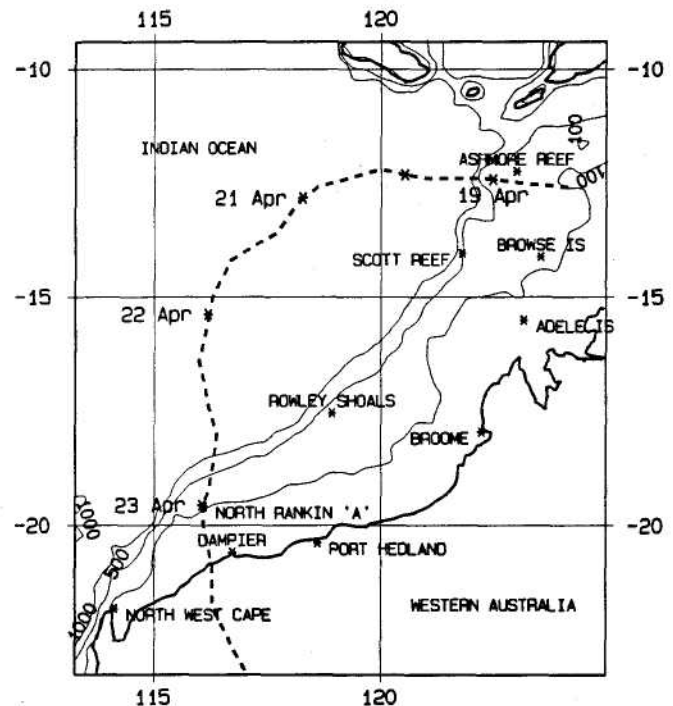 115
120
-10
-10
100
INDIAN OCEAN
ASHMORE REEF
100
21 Apr
19 Apr
BROWSE IS
SCOTT REEF
-15
-15
22 Apr
ADELE IS
ROWLEY SHOALS
BROOME
23 Apr
NORTH RANKIN 'A'
1000
-20
-20
DAMPIER
PORT HEDLAND
500
1000
NORTH WEST CAPE
WESTERN AUSTRALIA
115
120